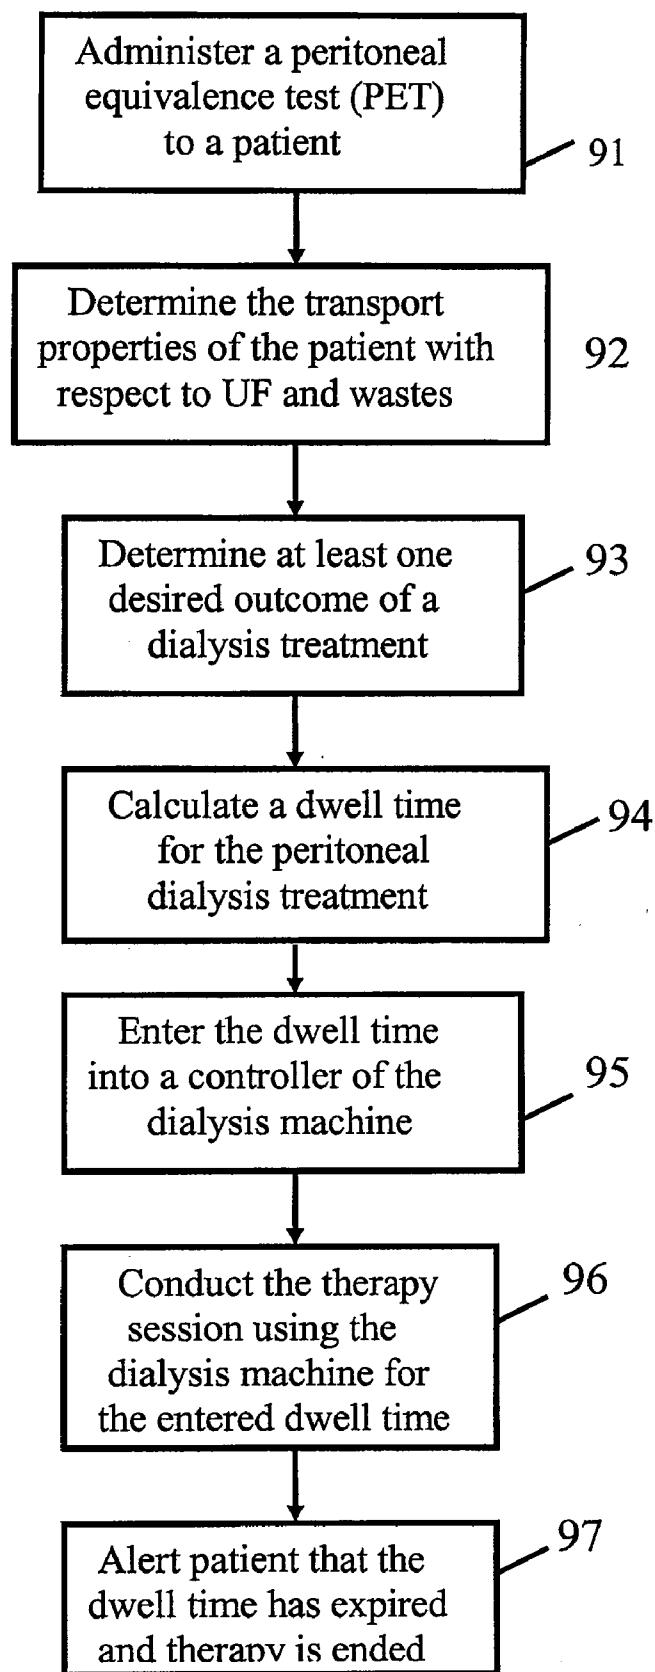 Administer a peritoneal
equivalence test (PET)
to a patient
91
Determine the transport
properties of the patient with
respect to UF and wastes
92
Determine at least one
desired outcome of a
dialysis treatment
93
Calculate a dwell time
for the peritoneal
dialysis treatment
94
Enter the dwell time
into a controller of the
dialysis machine
95
Conduct the therapy
session using the
dialysis machine for
the entered dwell time
96
Alert patient that the
dwell time has expired
and therapy is ended
97